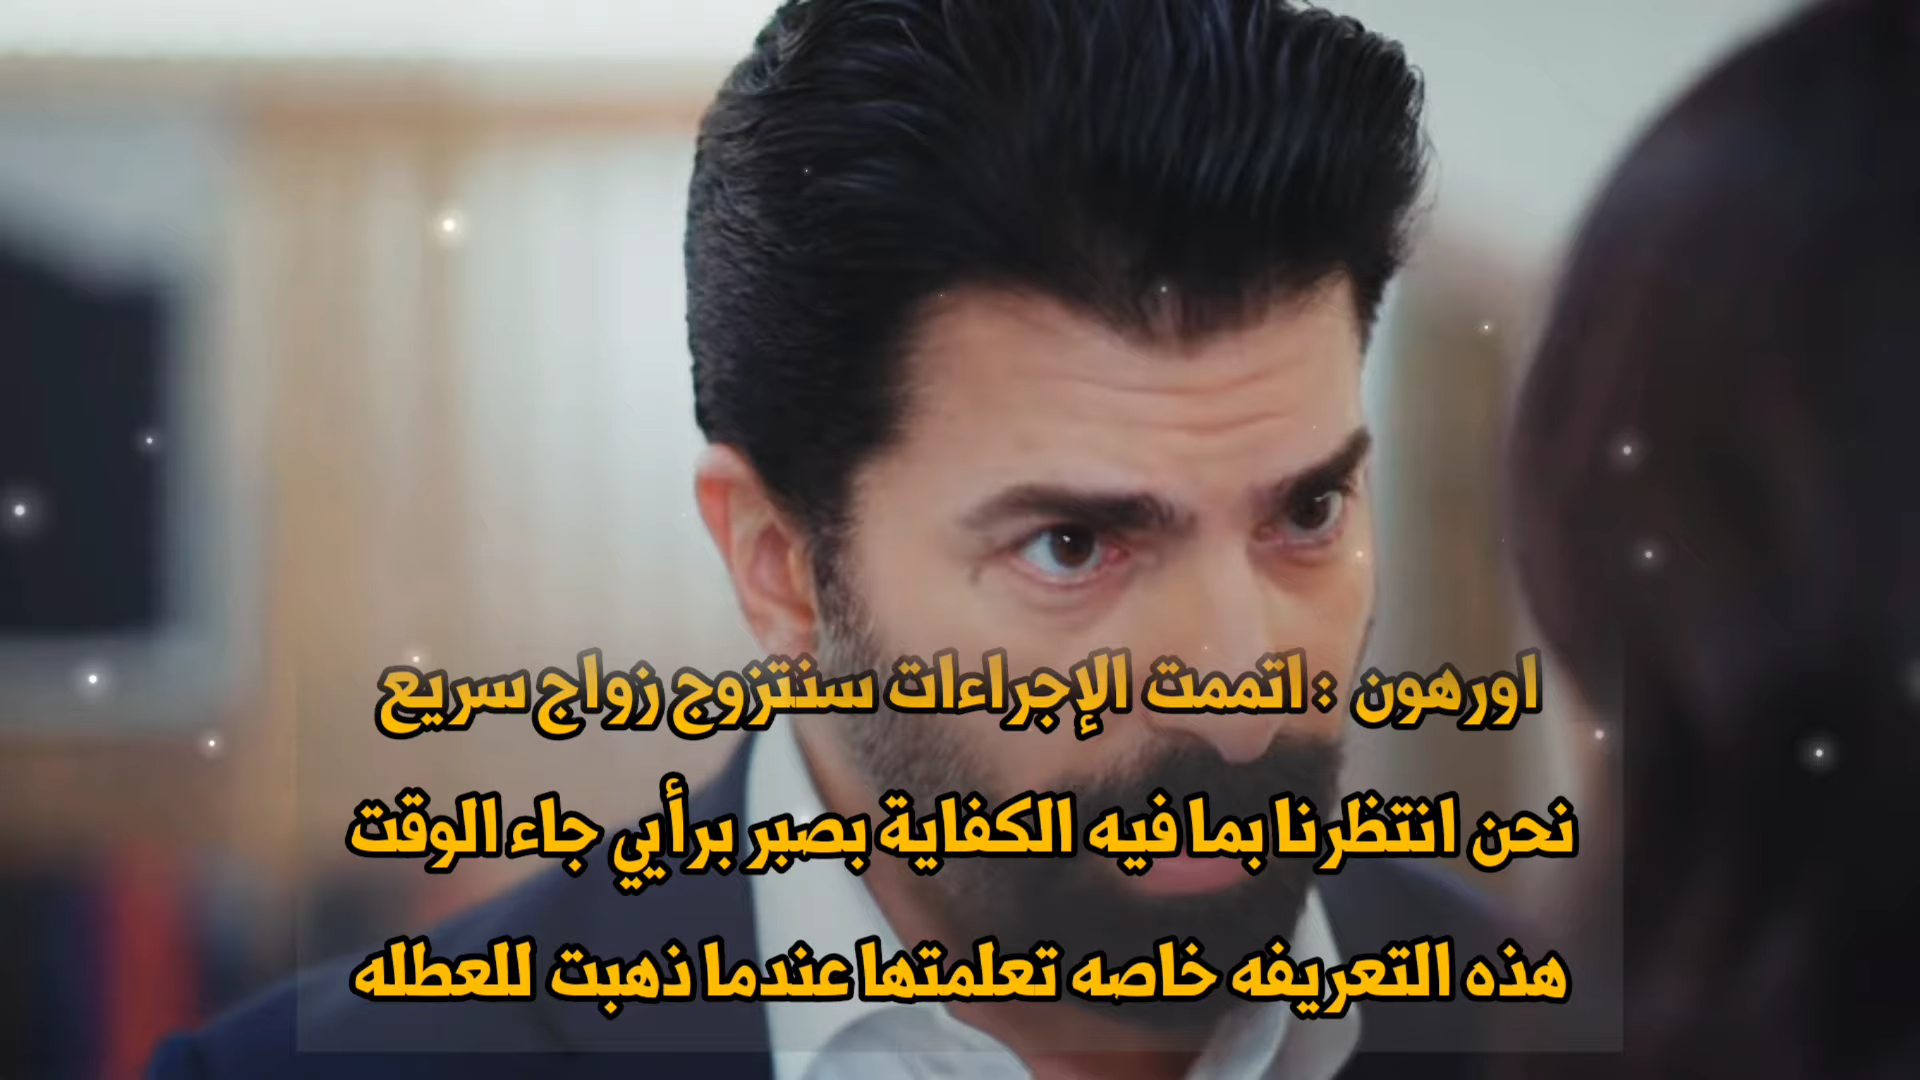 اورهون : اتممت الإجراءات سنتزوج زواج سريع
نحن انتظرنا بما فيه الكفاية بصبر برأيي جاء الوقت
هذه التعريفه خاصه تعلمتها عندما ذهبت للعطله